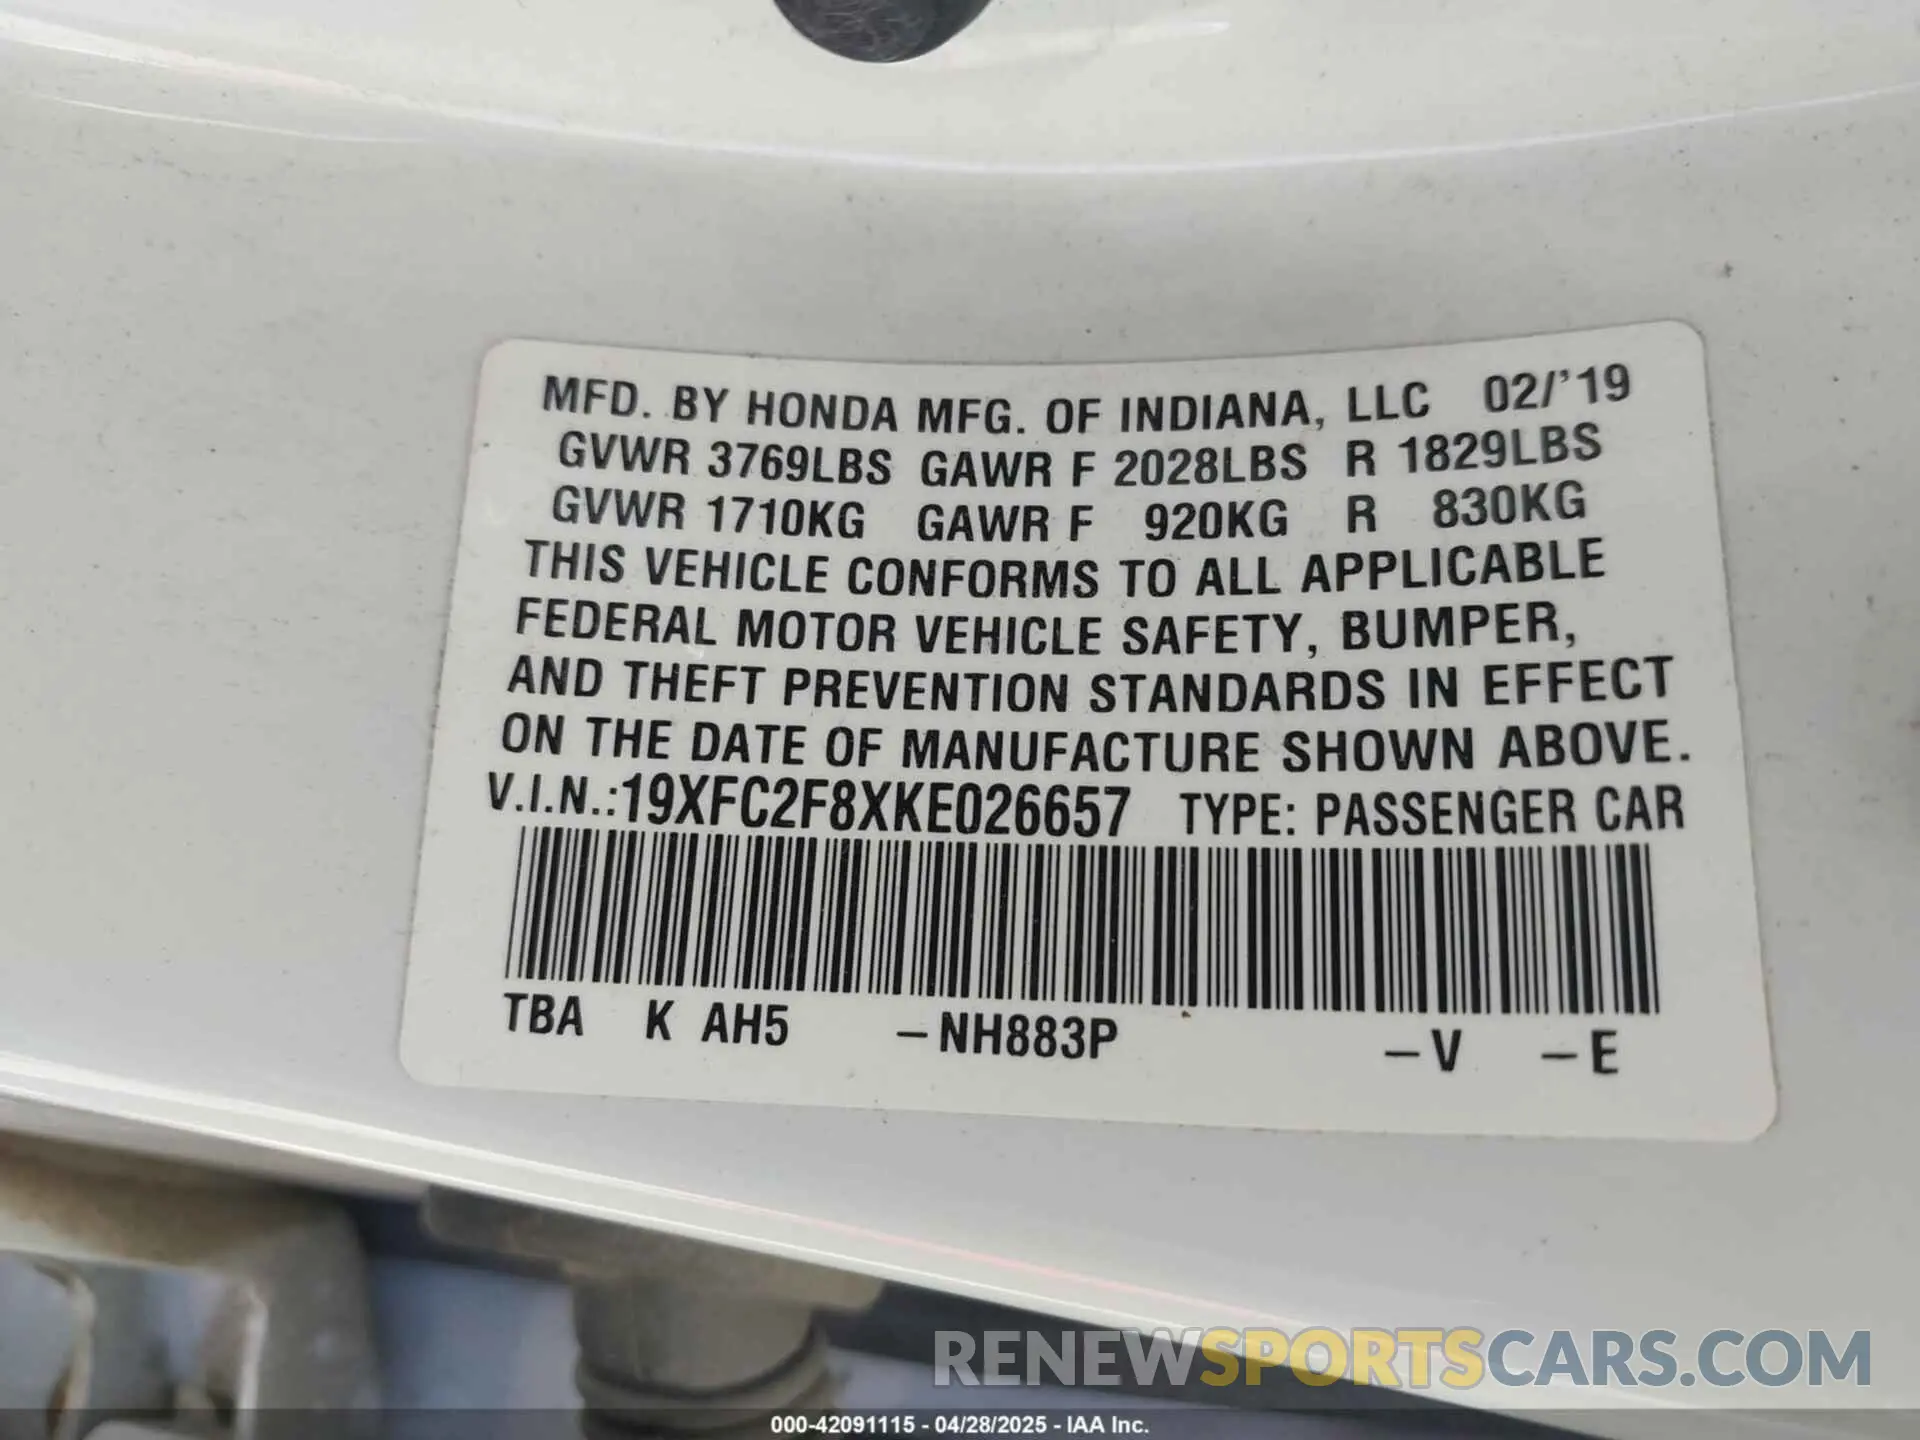 MFD. BY HONDA MFG. OF INDIANA, LLC 02/'19
GVWR 3769LBS GAWR F 2028LBS R 1829LBS
GVWR 1710KG GAWR F 920KG R 830KG
THIS VEHICLE CONFORMS TO ALL APPLICABLE
FEDERAL MOTOR VEHICLE SAFETY, BUMPER,
AND THEFT PREVENTION STANDARDS IN EFFECT
ON THE DATE OF MANUFACTURE SHOWN ABOVE.
V.I.N.:19XFC2F8XKE026657 TYPE: PASSENGER CAR
TBA K AH5 –NH883P –V –E
RENEWSPORTSCARS.COM
000-42091115 - 04/28/2025 - IAA Inc.